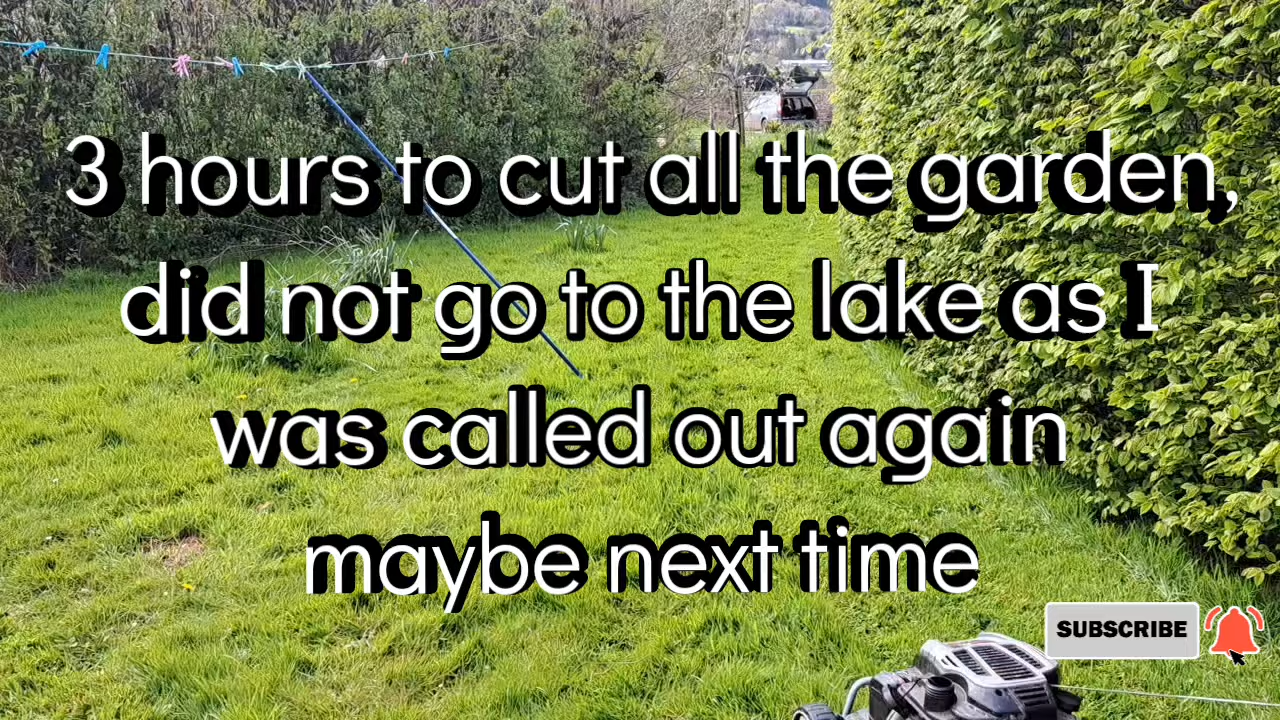 3 hours to cut all the garden,
did not go to the lake as I
was called out again
maybe next time
SUBSCRIBE